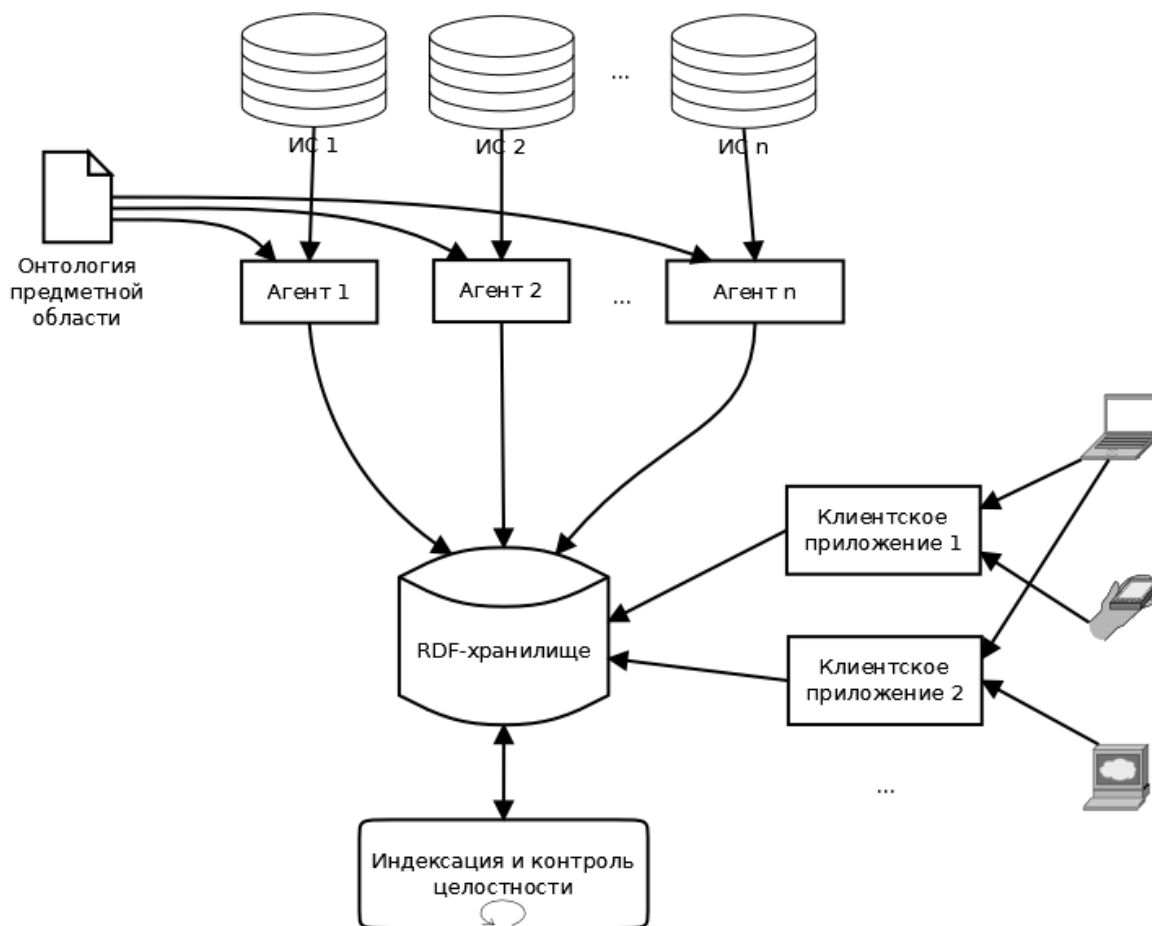 ...
ИС 1
ИС 2
ИС n
Онтология
предметной
области
Агент 1
Агент 2
...
Агент n
Клиентское
приложение 1
RDF-хранилище
Клиентское
приложение 2
...
Индексация и контроль
целостности